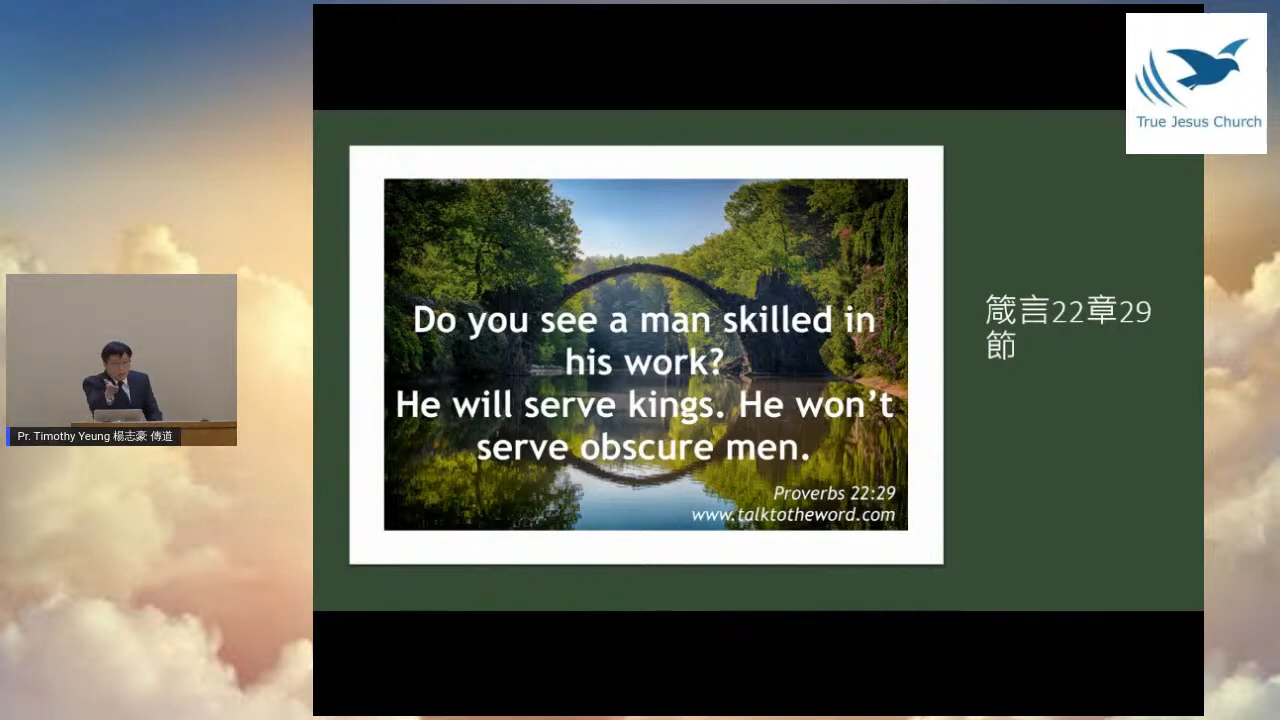 True Jesus Church
Do you see a man skilled in
his work?
He will serve kings. He won’t
serve obscure men.
Proverbs 22:29
www.talktotheword.com
箴言22章29
節
Pr. Timothy Yeung 楊志豪 傳道